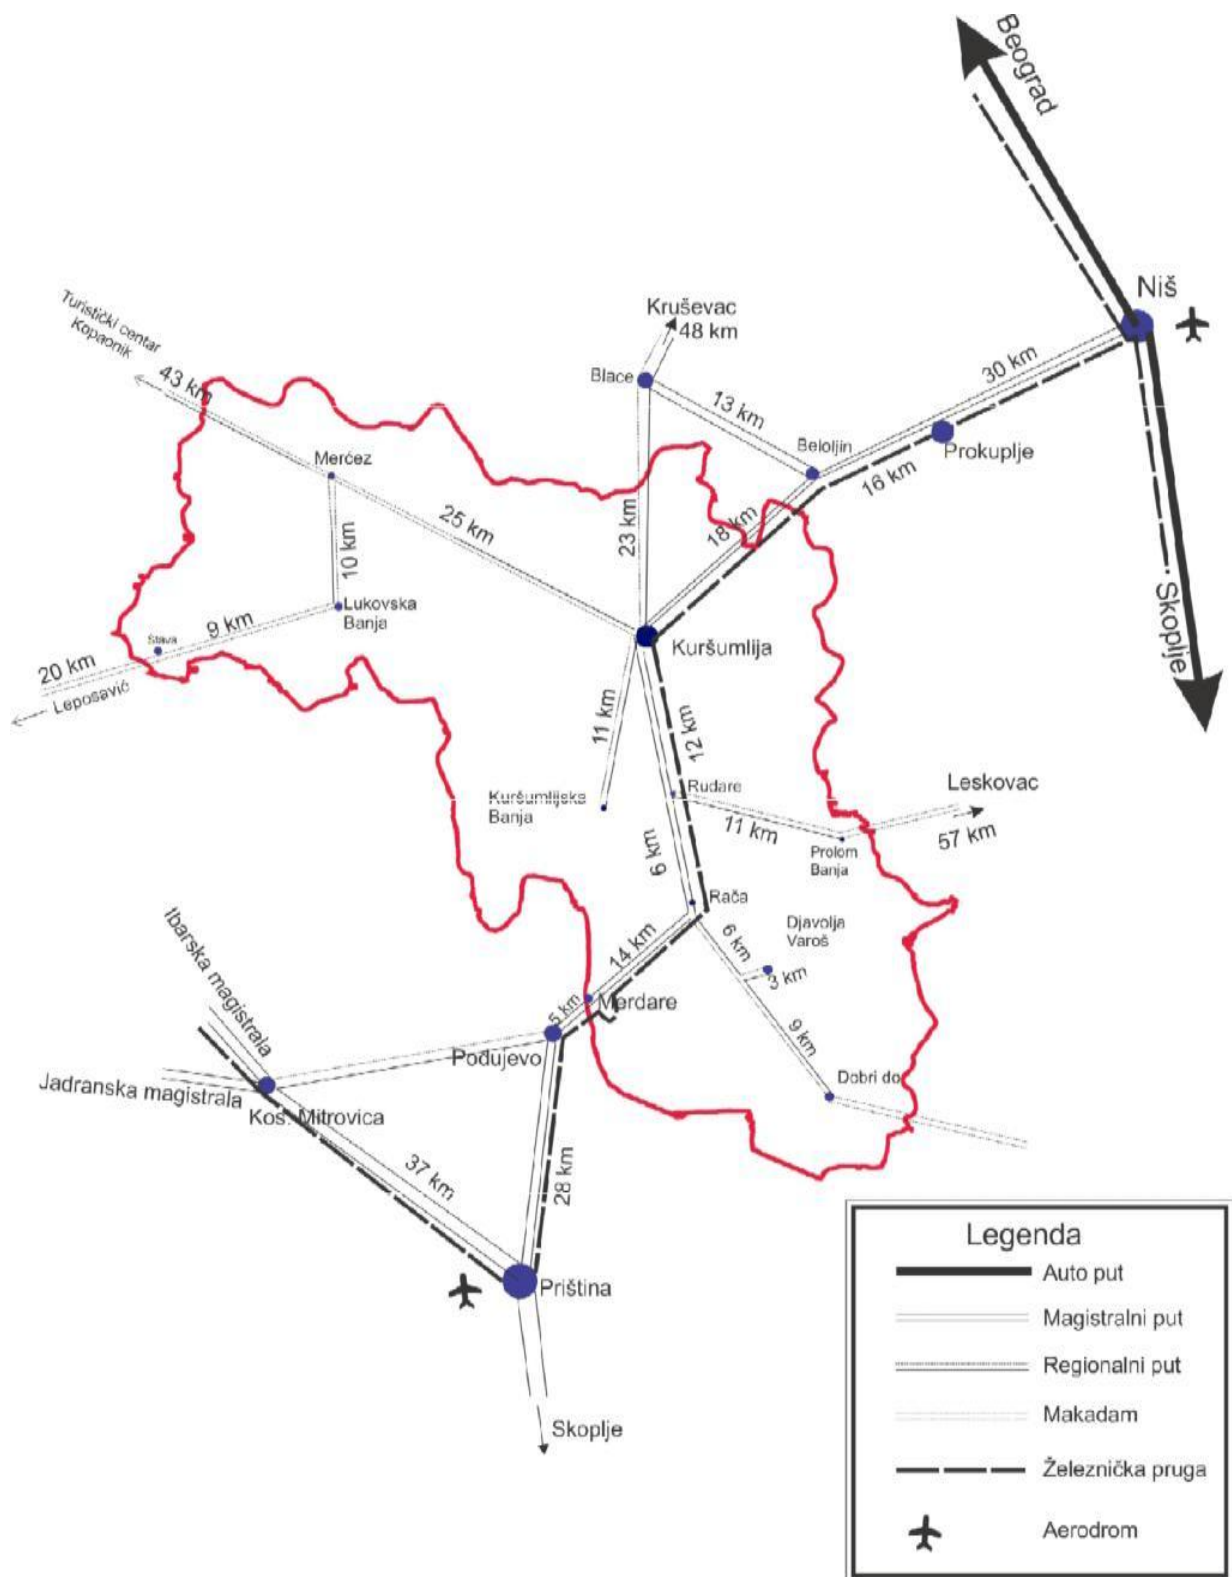 Beograd
Niš
Kruševac
48 km
Turistički centar
Kopaonik
43 km
Blace
13 km
30 km
Beloljin
Prokuplje
16 km
Merćez
25 km
23 km
18 km
10 km
Lukovska
Banja
9 km
Štava
20 km
Leposavić
Kuršumlija
Skoplje
11 km
12 km
Kuršumlijska
Banja
Rudare
11 km
Leskovac
57 km
Prolom
Banja
6 km
Rača
Djavolja
Varoš
6 km
3 km
14 km
Merdare
5 km
9 km
Ibarska magistrala
Podujevo
Jadranska magistrala
Kos. Mitrovica
Dobri do
37 km
28 km
Priština
Skoplje
Legenda
Auto put
Magistralni put
Regionalni put
Makadam
Železnička pruga
Aerodrom